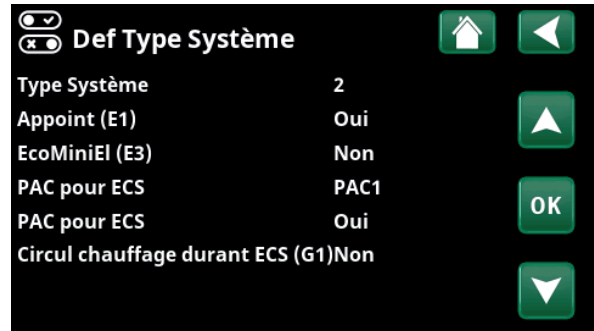 Def Type Système
Type Système 2
Appoint (E1) Oui
EcoMiniEl (E3) Non
PAC pour ECS PAC1
PAC pour ECS Oui
OK
Circul chauffage durant ECS (G1)Non